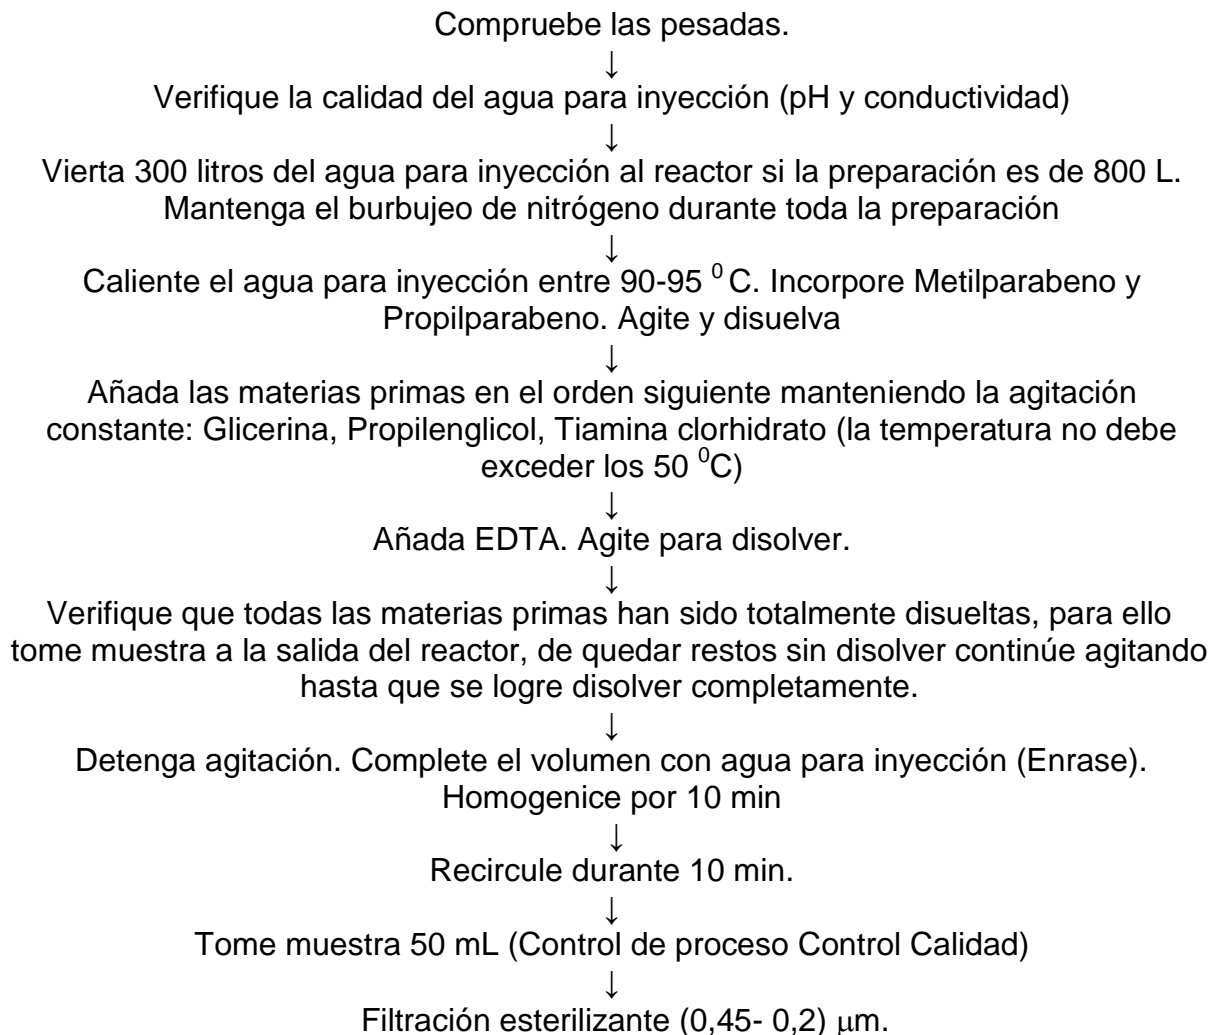 Compruebe las pesadas.
↓
Verifique la calidad del agua para inyección (pH y conductividad)
↓
Vierta 300 litros del agua para inyección al reactor si la preparación es de 800 L.
Mantenga el burbujeo de nitrógeno durante toda la preparación
↓
Caliente el agua para inyección entre 90-95 ⁰ C. Incorpore Metilparabeno y
Propilparabeno. Agite y disuelva
↓
Añada las materias primas en el orden siguiente manteniendo la agitación
constante: Glicerina, Propilenglicol, Tiamina clorhidrato (la temperatura no debe
exceder los 50 ⁰C)
↓
Añada EDTA. Agite para disolver.
↓
Verifique que todas las materias primas han sido totalmente disueltas, para ello
tome muestra a la salida del reactor, de quedar restos sin disolver continúe agitando
hasta que se logre disolver completamente.
↓
Detenga agitación. Complete el volumen con agua para inyección (Enrase).
Homogenice por 10 min
↓
Recircule durante 10 min.
↓
Tome muestra 50 mL (Control de proceso Control Calidad)
↓
Filtración esterilizante (0,45- 0,2) μm.